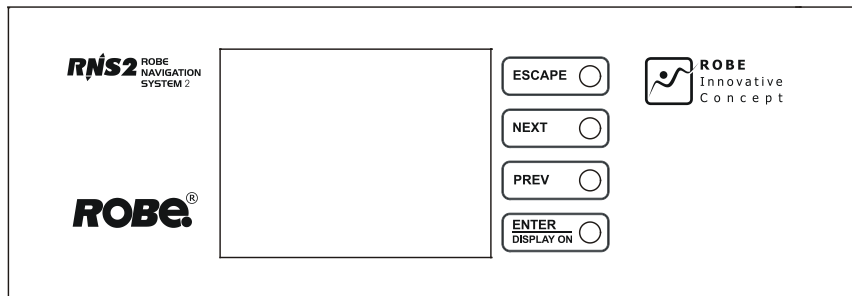 RNS2 ROBE
NAVIGATION
SYSTEM 2
ROBE®
ESCAPE
NEXT
PREV
ENTER
DISPLAY ON
ROBE
Innovative
Concept